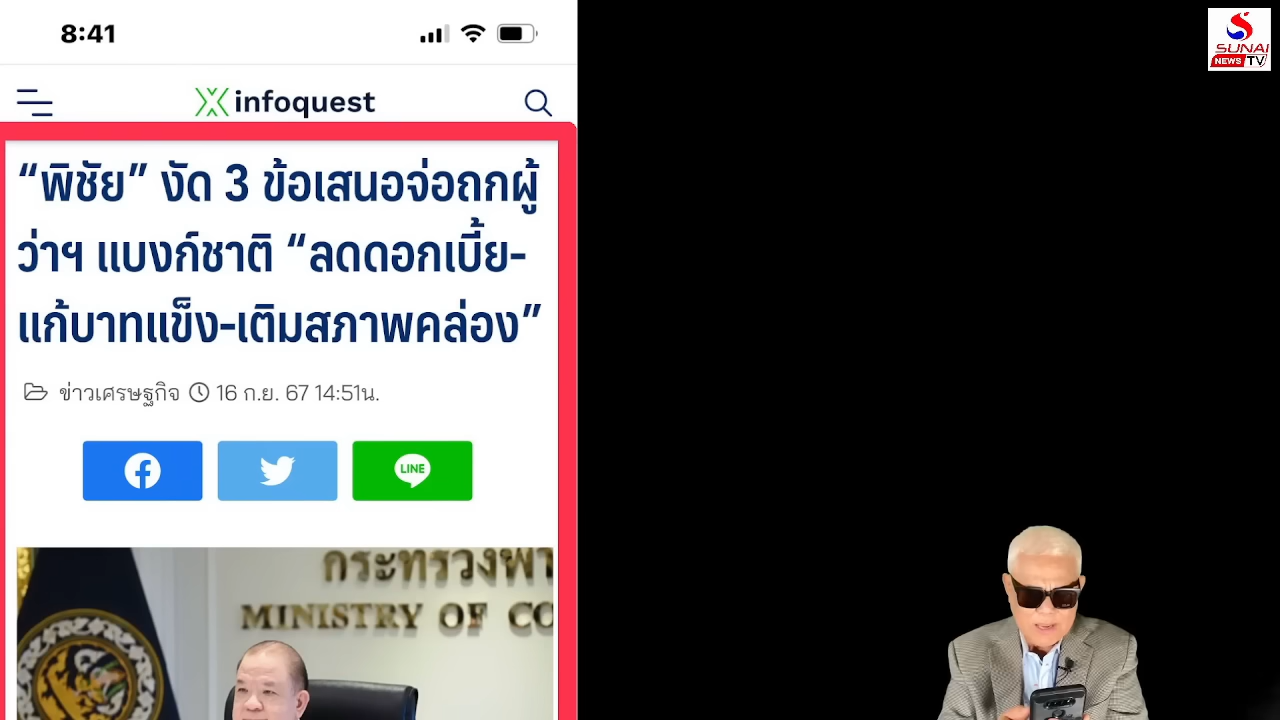 8:41
infoquest
“พิชัย” งัด 3 ข้อเสนอจ่อถกผู้
ว่าฯ แบงก์ชาติ “ลดดอกเบี้ย-
แก้บาทแข็ง-เติมสภาพคล่อง”
ข่าวเศรษฐกิจ 16 ก.ย. 67 14:51น.
LINE
กระทรวงพา
MINISTRY OF CO
SUNAI
NEWS TV